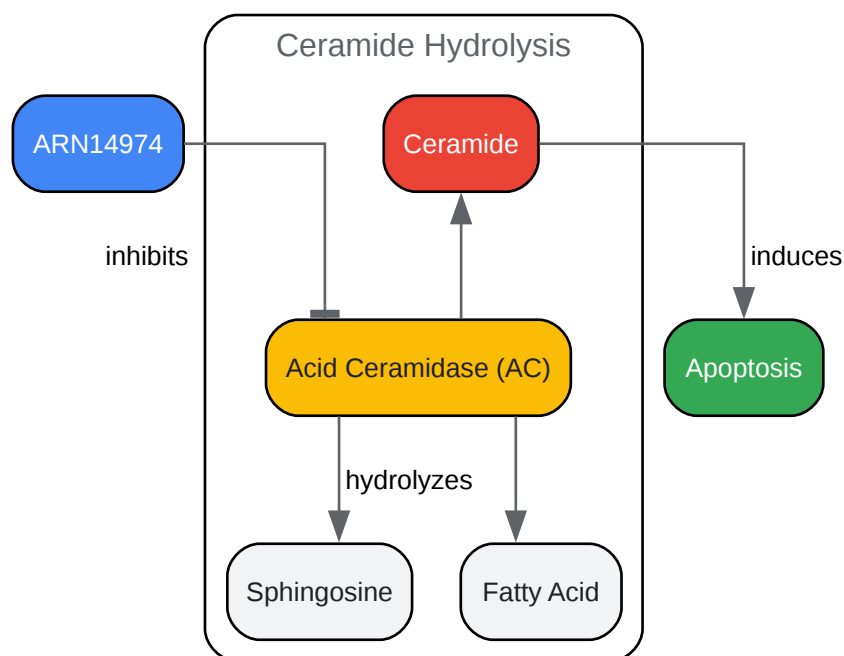 Ceramide Hydrolysis
ARN14974
Ceramide
inhibits
induces
Acid Ceramidase (AC)
Apoptosis
hydrolyzes
Sphingosine
Fatty Acid